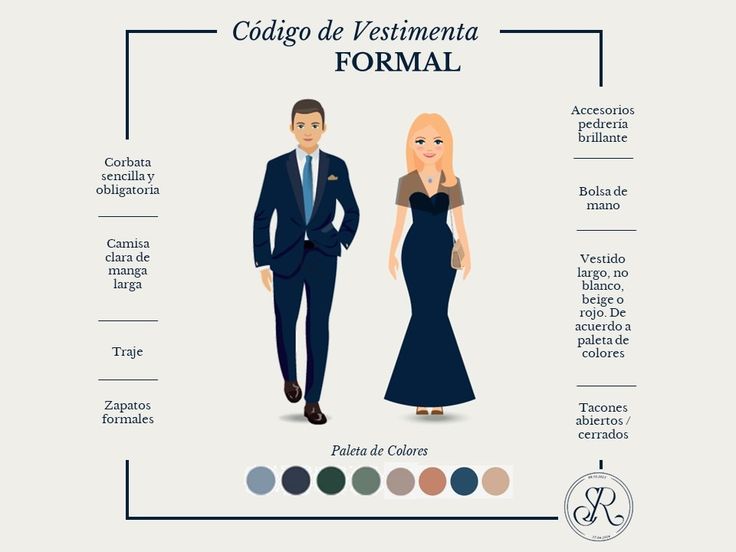 Código de Vestimenta
FORMAL
Corbata
sencilla y
obligatoria
Camisa
clara de
manga
larga
Traje
Zapatos
formales
Accesorios
pedrería
brillante
Bolsa de
mano
Vestido
largo, no
blanco,
beige o
rojo. De
acuerdo a
paleta de
colores
Tacones
abiertos /
cerrados
Paleta de Colores
SR